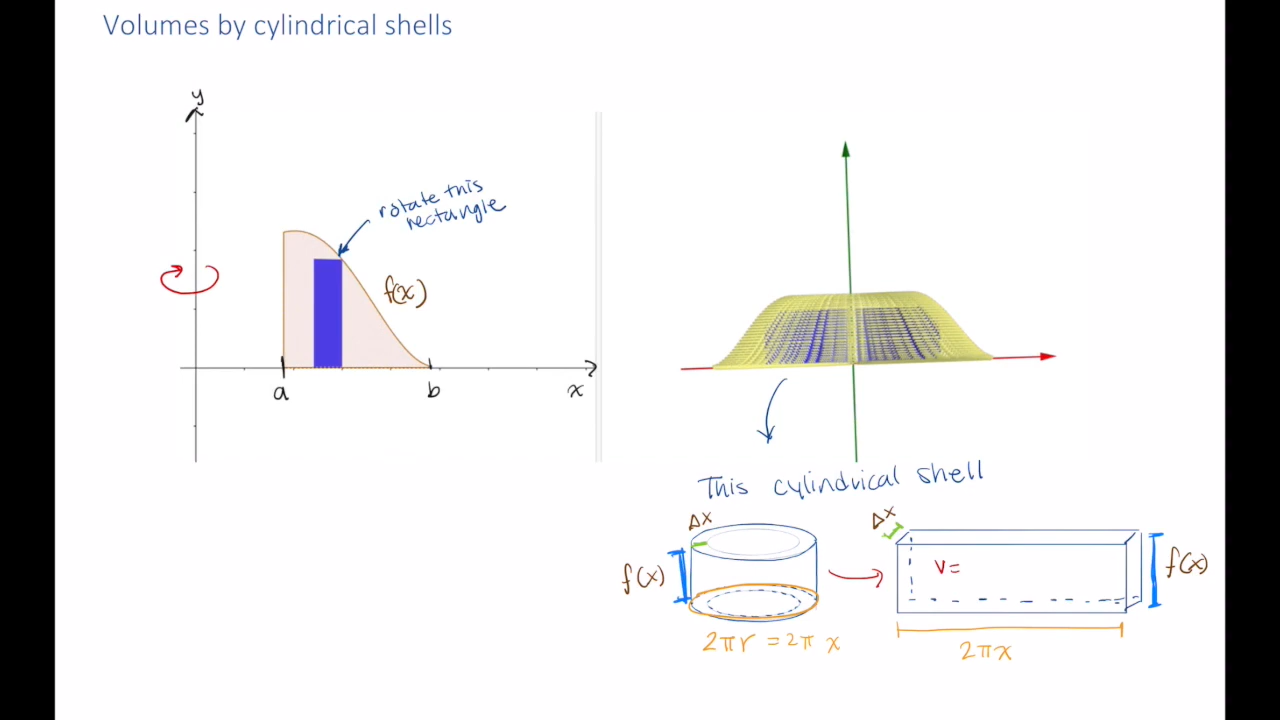 Volumes by cylindrical shells
y
rotate this
rectangle
f(x)
a
b
x
This cylindrical shell
Δx
Δx
f(x)
V=
f(x)
2πr = 2π x
2πx